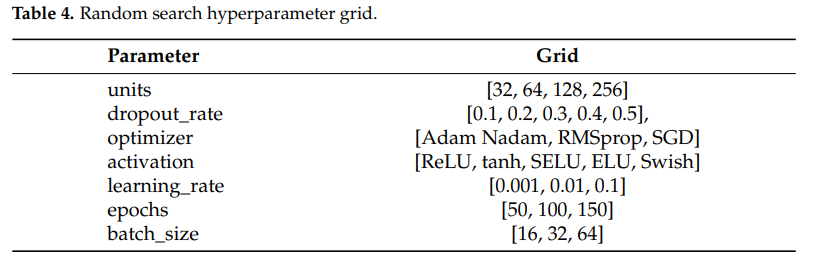 Table 4. Random search hyperparameter grid.
Parameter Grid
units [32, 64, 128, 256]
dropout_rate [0.1, 0.2, 0.3, 0.4, 0.5],
optimizer [Adam Nadam, RMSprop, SGD]
activation [ReLU, tanh, SELU, ELU, Swish]
learning_rate [0.001, 0.01, 0.1]
epochs [50, 100, 150]
batch_size [16, 32, 64]